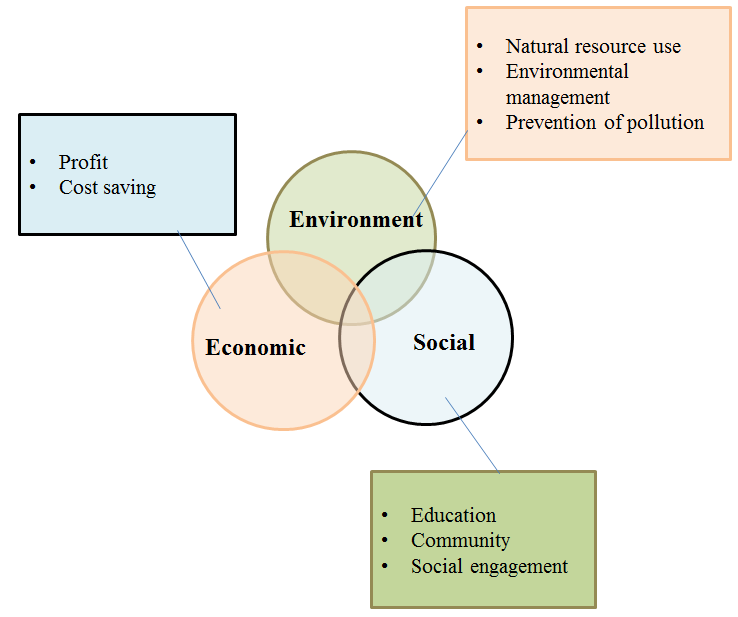 • Natural resource use
• Environmental
management
• Prevention of pollution
• Profit
• Cost saving
Environment
Economic
Social
• Education
• Community
• Social engagement